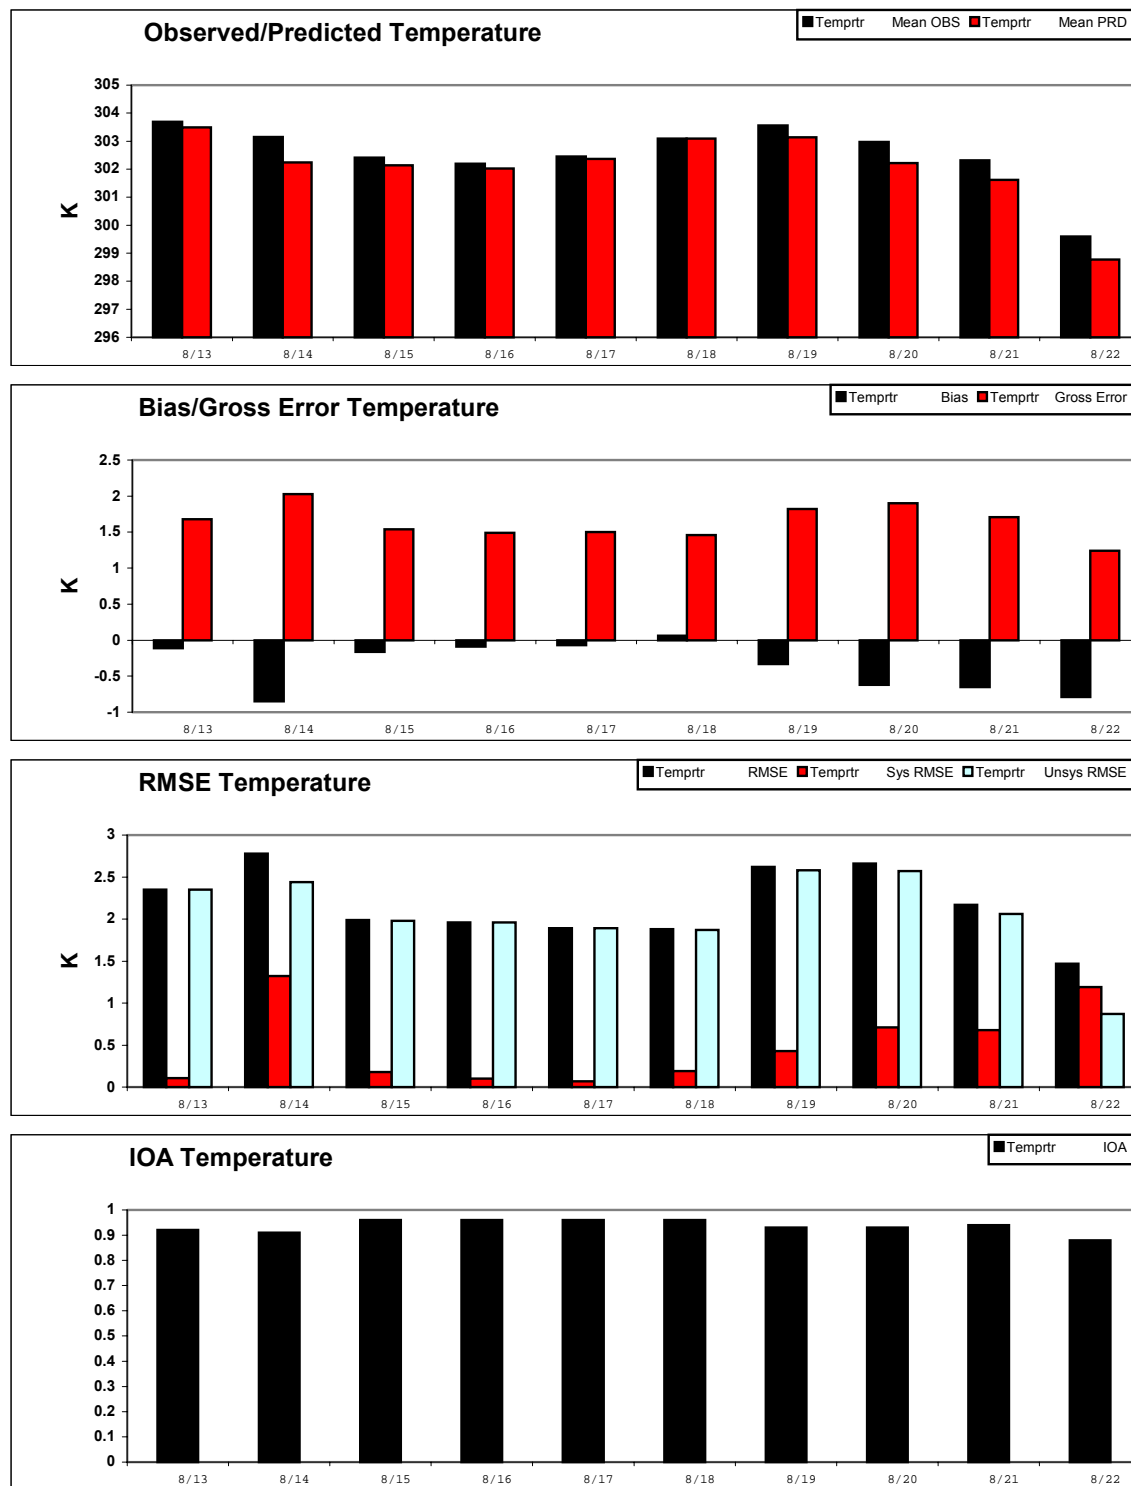 Observed/Predicted Temperature
Temprtr Mean OBS Temprtr Mean PRD
305
304
303
302
301
300
299
298
297
296
K
8/13 8/14 8/15 8/16 8/17 8/18 8/19 8/20 8/21 8/22
Bias/Gross Error Temperature
Temprtr Bias Temprtr Gross Error
2.5
2
1.5
1
0.5
0
-0.5
-1
K
8/13 8/14 8/15 8/16 8/17 8/18 8/19 8/20 8/21 8/22
RMSE Temperature
Temprtr RMSE Temprtr Sys RMSE Temprtr Unsys RMSE
3
2.5
2
1.5
1
0.5
0
K
8/13 8/14 8/15 8/16 8/17 8/18 8/19 8/20 8/21 8/22
IOA Temperature
Temprtr IOA
1
0.9
0.8
0.7
0.6
0.5
0.4
0.3
0.2
0.1
0
8/13 8/14 8/15 8/16 8/17 8/18 8/19 8/20 8/21 8/22